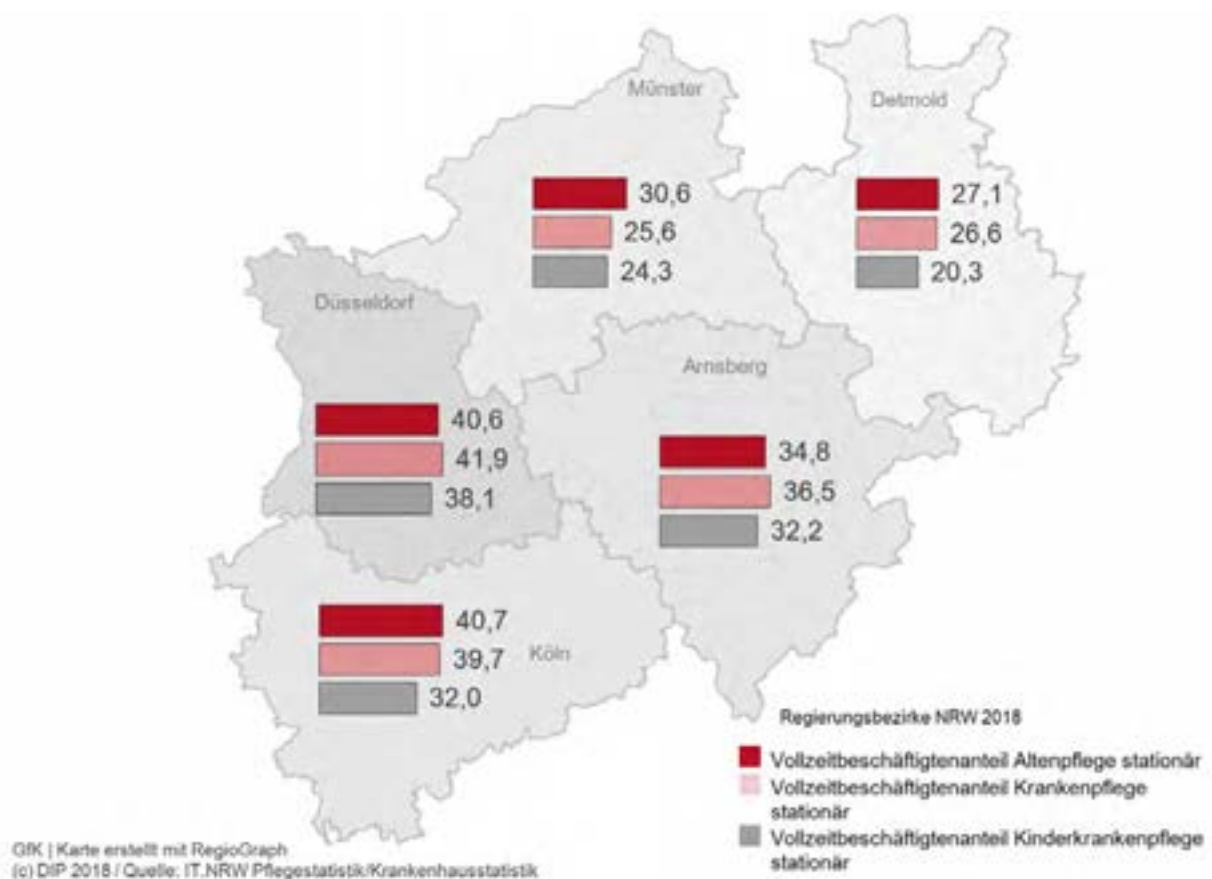 Münster
Detmold
30,6
25,6
24,3
27,1
26,6
20,3
Düsseldorf
Arnsberg
40,6
41,9
38,1
34,8
36,5
32,2
40,7
39,7
32,0
Köln
Regierungsbezirke NRW 2018
Vollzeitbeschäftigtenanteil Altenpflege stationär
Vollzeitbeschäftigtenanteil Krankenpflege
stationär
Vollzeitbeschäftigtenanteil Kinderkrankenpflege
stationär
GfK | Karte erstellt mit RegioGraph
(c) DIP 2018 / Quelle: IT.NRW Pflegestatistik/Krankenhausstatistik